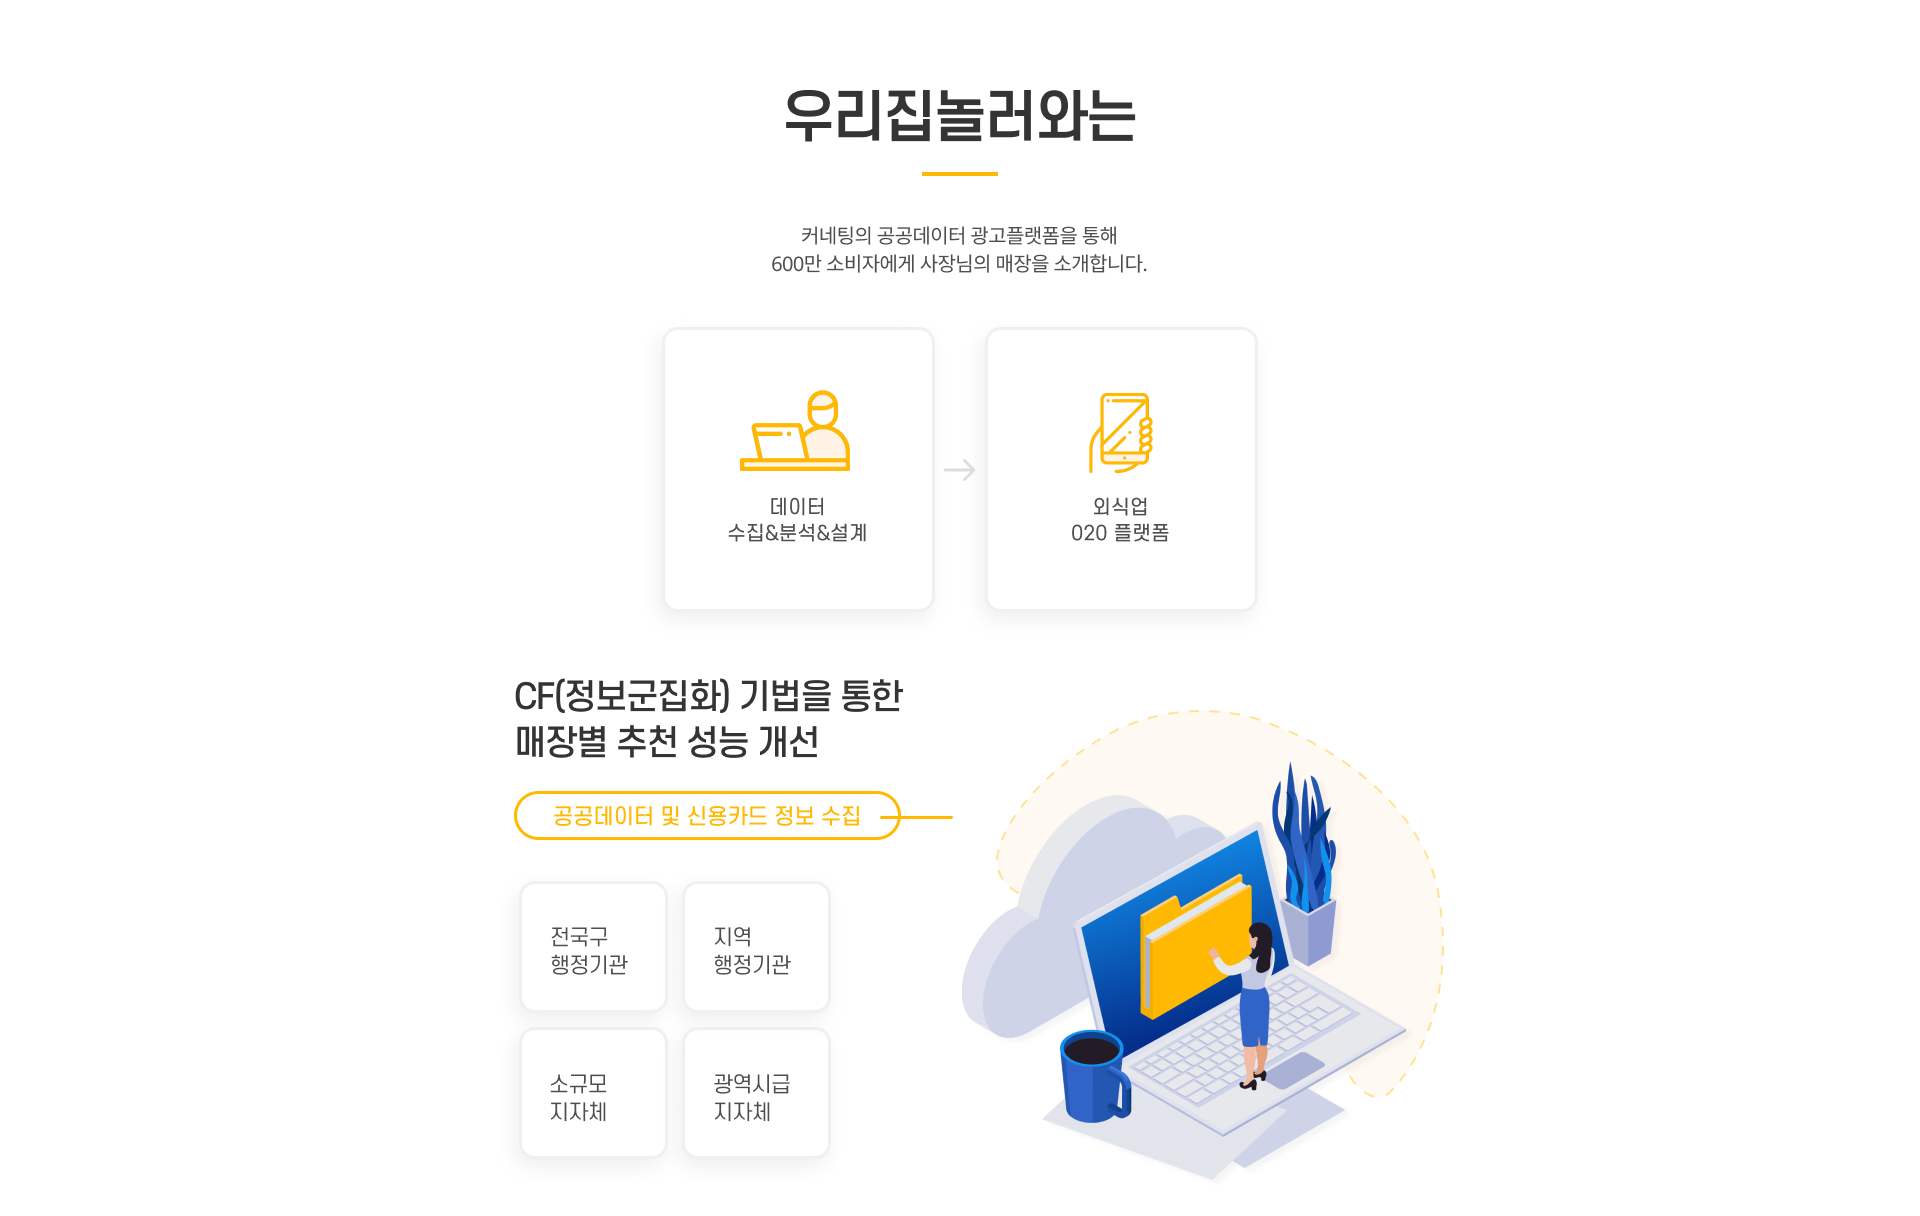 우리집놀러와는
커네팅의 공공데이터 광고플랫폼을 통해
600만 소비자에게 사장님의 매장을 소개합니다.
데이터
수집&분석&설계
외식업
O2O 플랫폼
CF(정보군집화) 기법을 통한
매장별 추천 성능 개선
공공데이터 및 신용카드 정보 수집
전국구
행정기관
지역
행정기관
소규모
지자체
광역시급
지자체